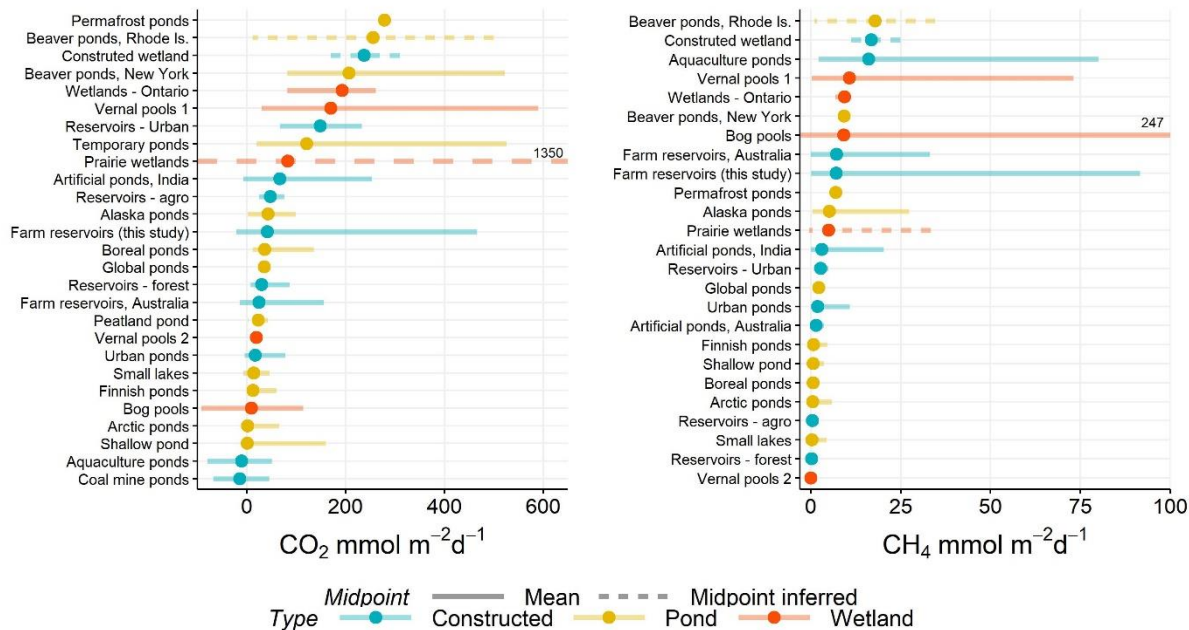 Permafrost ponds
Beaver ponds, Rhode Is.
Construted wetland
Beaver ponds, New York
Wetlands - Ontario
Vernal pools 1
Reservoirs - Urban
Temporary ponds
Prairie wetlands
1350
Artificial ponds, India
Reservoirs - agro
Alaska ponds
Farm reservoirs (this study)
Boreal ponds
Global ponds
Reservoirs - forest
Farm reservoirs, Australia
Peatland pond
Vernal pools 2
Urban ponds
Small lakes
Finnish ponds
Bog pools
Arctic ponds
Shallow pond
Aquaculture ponds
Coal mine ponds
0 200 400 600
CO₂ mmol m⁻²d⁻¹
Beaver ponds, Rhode Is.
Construted wetland
Aquaculture ponds
Vernal pools 1
Wetlands - Ontario
Beaver ponds, New York
247
Bog pools
Farm reservoirs, Australia
Farm reservoirs (this study)
Permafrost ponds
Alaska ponds
Prairie wetlands
Artificial ponds, India
Reservoirs - Urban
Global ponds
Urban ponds
Artificial ponds, Australia
Finnish ponds
Shallow pond
Boreal ponds
Arctic ponds
Reservoirs - agro
Small lakes
Reservoirs - forest
Vernal pools 2
0 25 50 75 100
CH₄ mmol m⁻²d⁻¹
Midpoint Mean Midpoint inferred
Type Constructed Pond Wetland